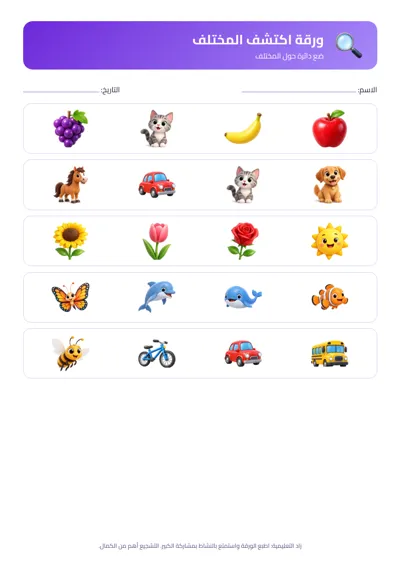 ورقة اكتشف المختلف
ضع دائرة حول المختلف
الاسم: التاريخ:
زاد التعليمية: اطبع الورقة واستمتع بالنشاط بمشاركة الكبير. التشجيع أهم من الكمال.